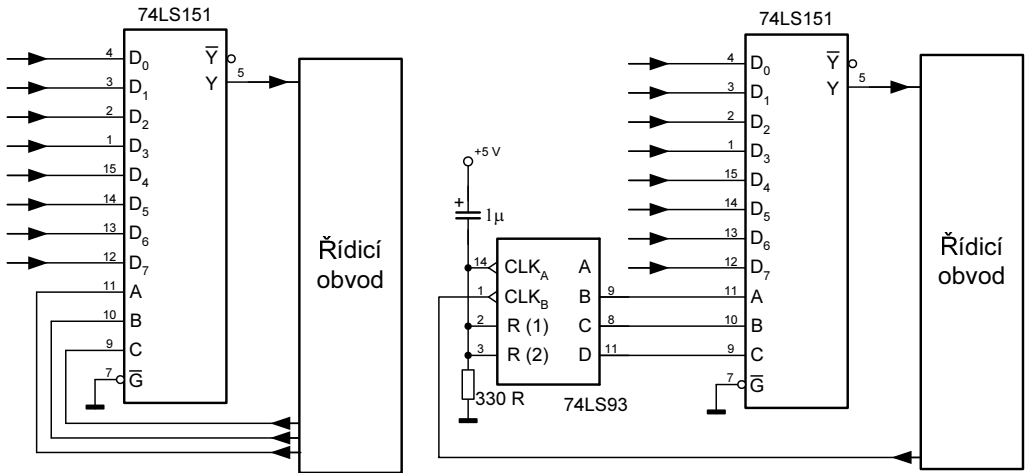 74LS151
4 D0 Y̅
3 D1 Y 5
2 D2
1 D3
15 D4
14 D5
13 D6
12 D7
11 A
10 B
9 C
7 G̅
Řídicí
obvod
+5 V
+
1µ
14 CLKA A
1 CLKB B 9
2 R (1) C 8
3 R (2) D 11
330 R
74LS93
74LS151
4 D0 Y̅
3 D1 Y 5
2 D2
1 D3
15 D4
14 D5
13 D6
12 D7
11 A
10 B
9 C
7 G̅
Řídicí
obvod